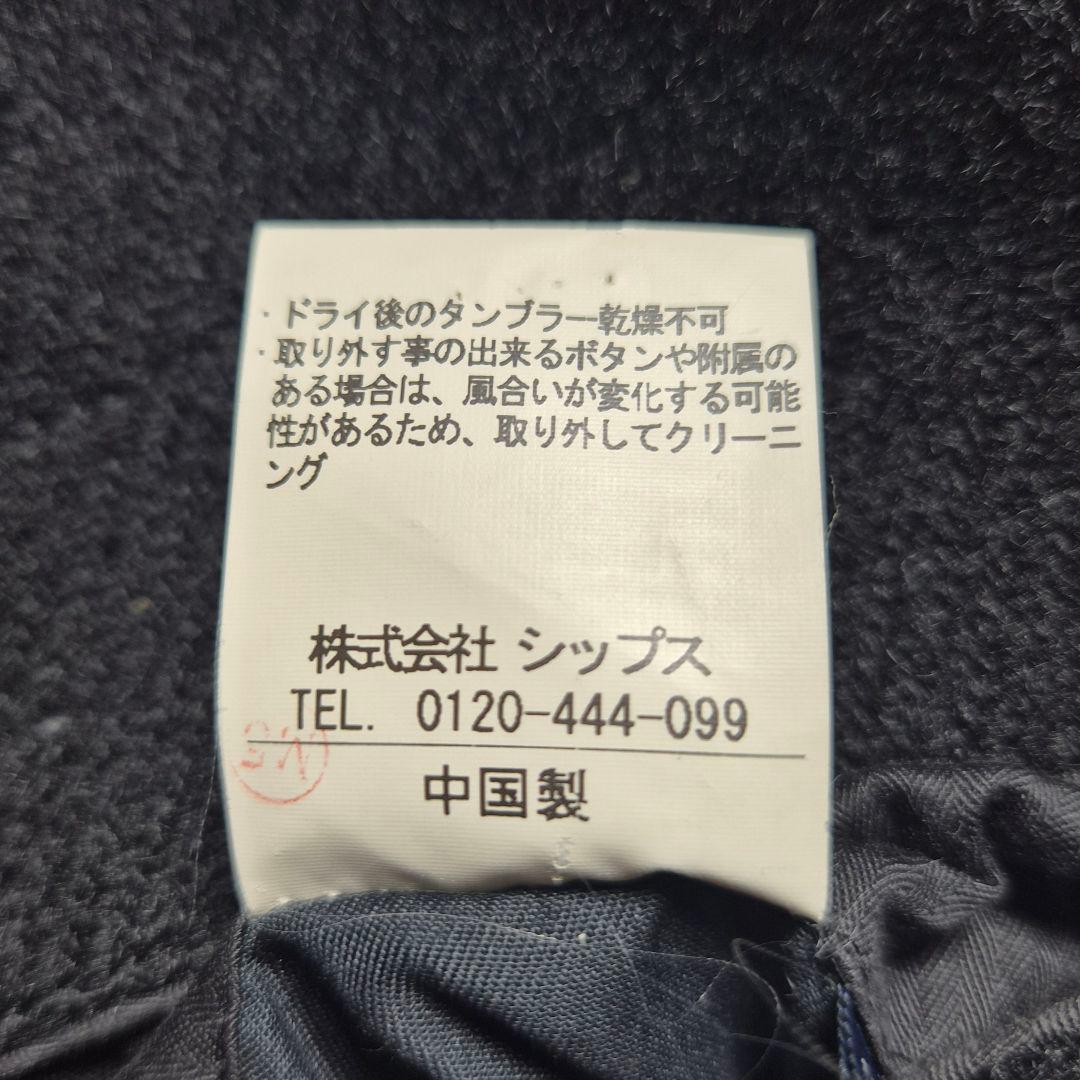 ・ドライ後のタンブラー乾燥不可
・取り外す事の出来るボタンや附属の
ある場合は、風合いが変化する可能
性があるため、取り外してクリーニ
ング
株式会社 シップス
TEL. 0120-444-099
中国製